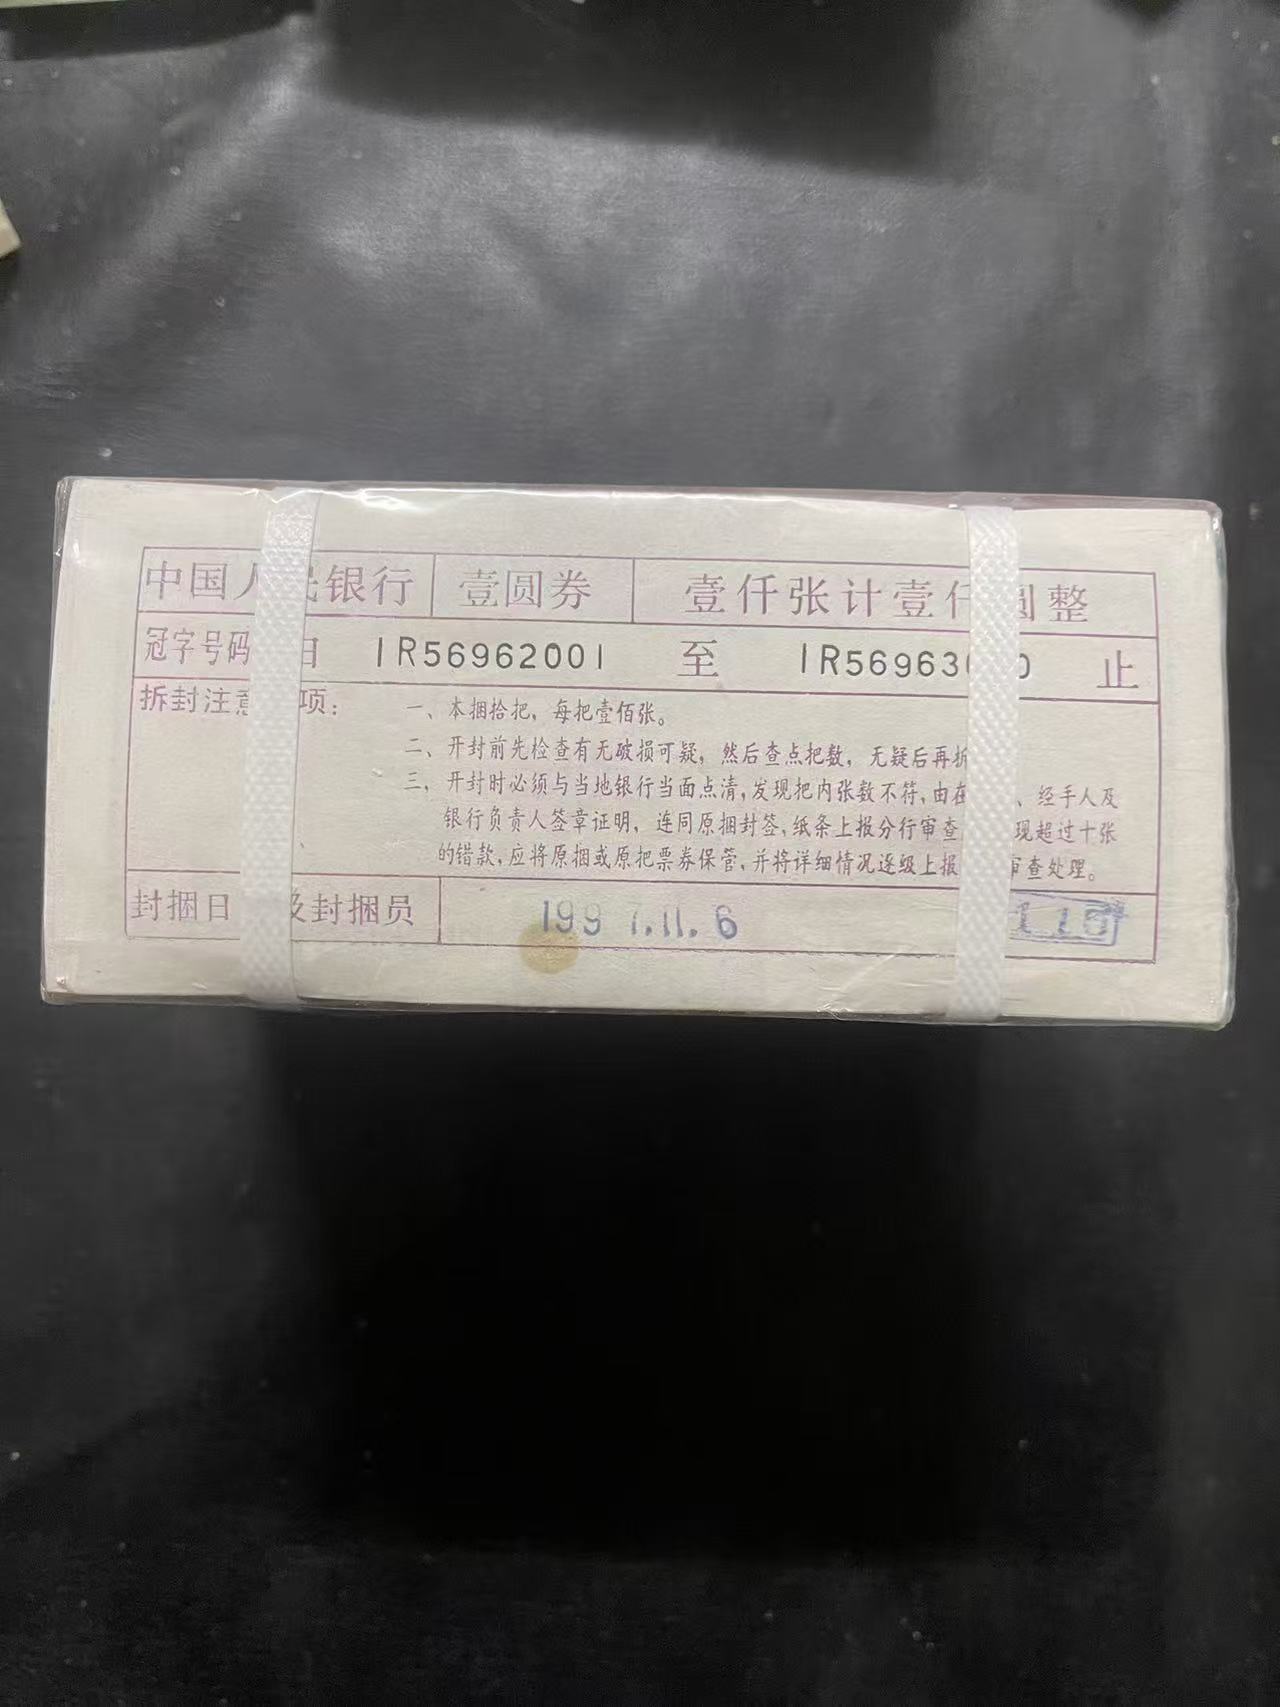 中国人民银行 壹圆券 壹仟张计壹仟圆整
冠字号码 自 IR56962001 至 IR56963 0 止
拆封注意 项： 一、本捆拾把，每把壹佰张。
二、开封前先检查有无破损可疑，然后查点把数，无疑后再拆
三、开封时必须与当地银行当面点清，发现把内张数不符，由在 、经手人及
银行负责人签章证明，连同原捆封签，纸条上报分行审查 现超过十张
的错款，应将原捆或原把票券保管，并将详细情况逐级上报 审查处理。
封捆日 及封捆员 1997.11.6